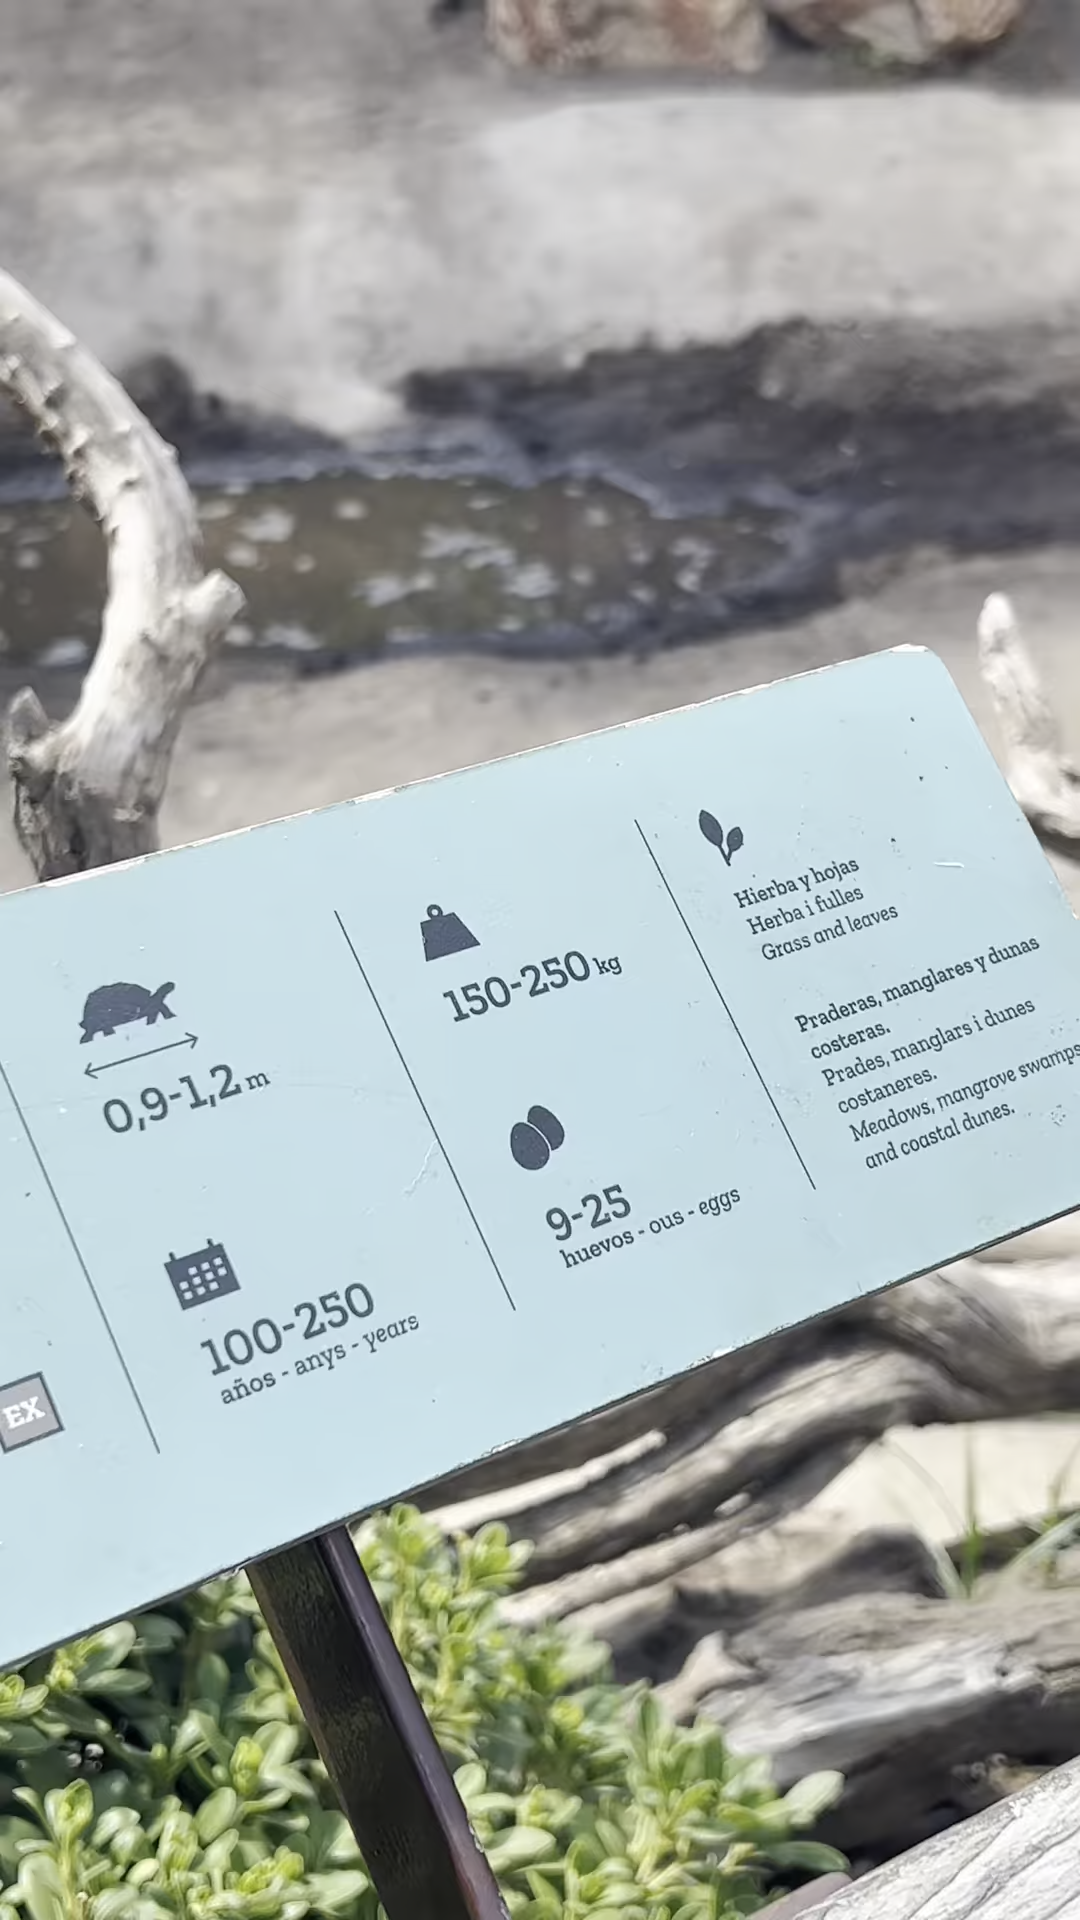 0,9-1,2 m
100-250
años - anys - years
EX
150-250 kg
9-25
huevos - ous - eggs
Hierba y hojas
Herba i fulles
Grass and leaves
Praderas, manglares y dunas
costeras.
Prades, manglars i dunes
costaneres.
Meadows, mangrove swamps
and coastal dunes.